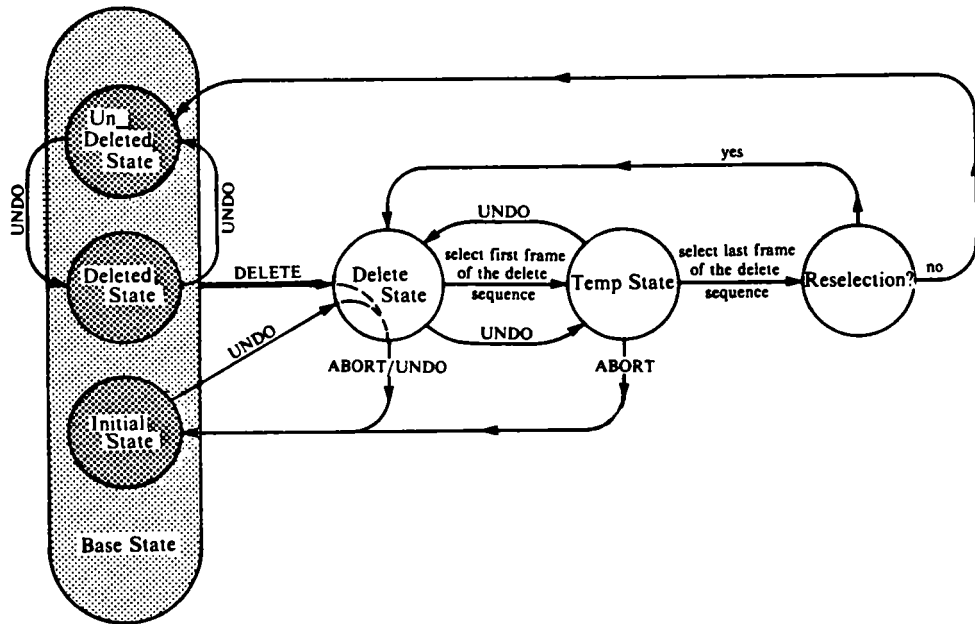 Un_
Deleted
State
UNDO
UNDO
Deleted
State
DELETE
UNDO
Initial
State
Base State
Delete
State
ABORT/UNDO
yes
UNDO
select first frame
of the delete
sequence
UNDO
Temp State
ABORT
select last frame
of the delete
sequence
Reselection?
no